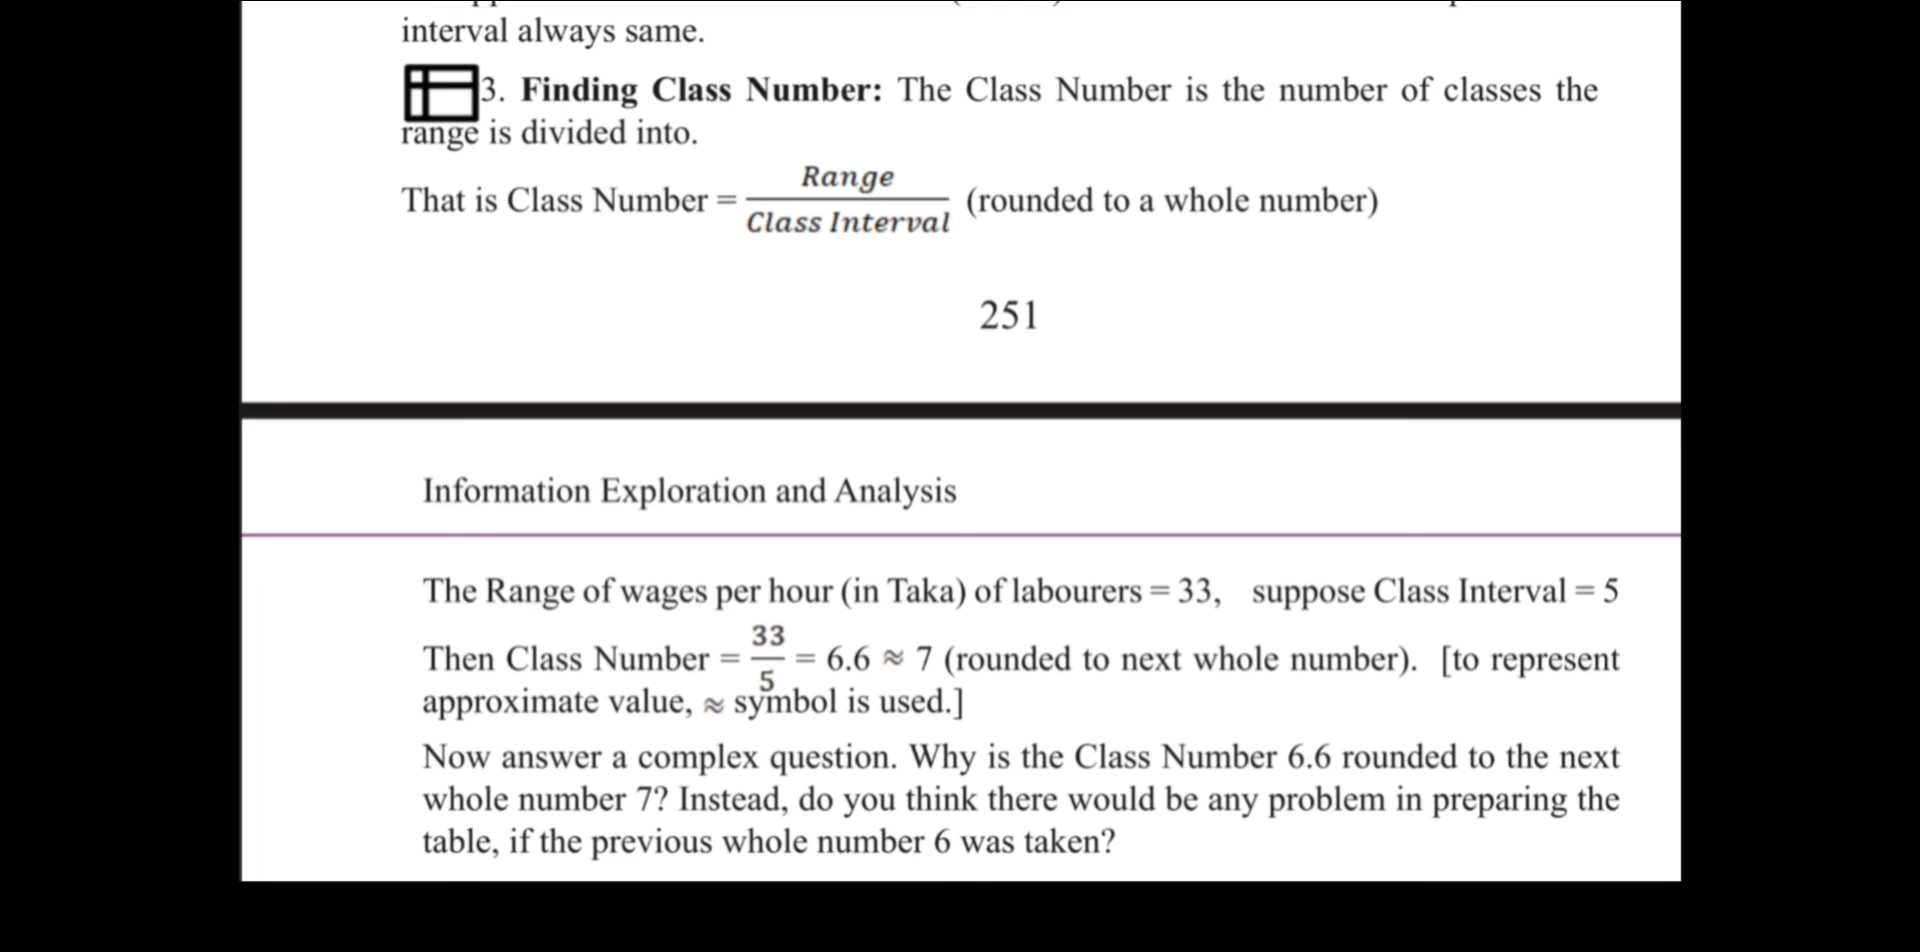 interval always same.
3. Finding Class Number: The Class Number is the number of classes the
range is divided into.
That is Class Number = Range / Class Interval (rounded to a whole number)
251
Information Exploration and Analysis
The Range of wages per hour (in Taka) of labourers = 33, suppose Class Interval = 5
Then Class Number = 33/5 = 6.6 ≈ 7 (rounded to next whole number). [to represent
approximate value, ≈ symbol is used.]
Now answer a complex question. Why is the Class Number 6.6 rounded to the next
whole number 7? Instead, do you think there would be any problem in preparing the
table, if the previous whole number 6 was taken?